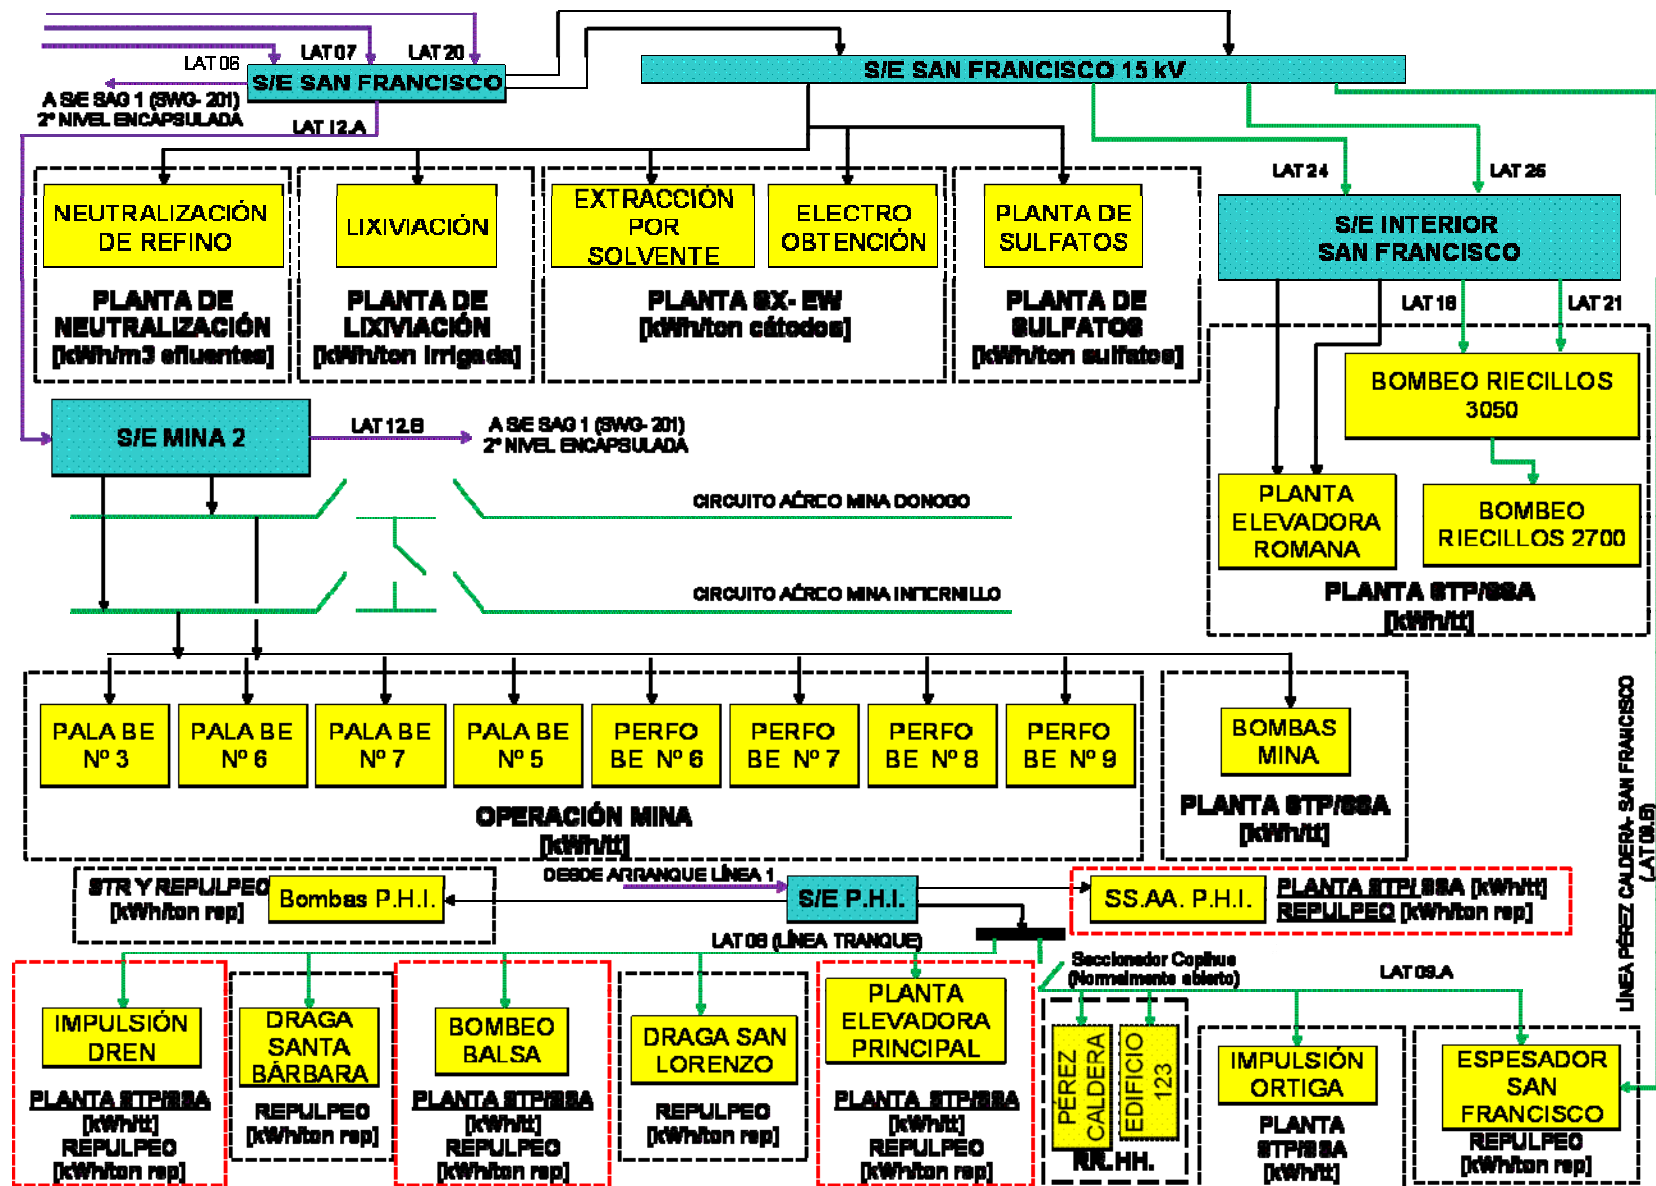 LAT 06
LAT 07
LAT 20
S/E SAN FRANCISCO
A S/E SAG 1 (SWG- 201)
2º NIVEL ENCAPSULADA
LAT 12.A
S/E SAN FRANCISCO 15 kV
LAT 24
LAT 25
S/E INTERIOR
SAN FRANCISCO
NEUTRALIZACIÓN
DE REFINO
PLANTA DE
NEUTRALIZACIÓN
[kWh/m3 efluentes]
LIXIVIACIÓN
PLANTA DE
LIXIVIACIÓN
[kWh/ton irrigada]
EXTRACCIÓN
POR
SOLVENTE
ELECTRO
OBTENCIÓN
PLANTA SX- EW
[kWh/ton cátodos]
PLANTA DE
SULFATOS
PLANTA DE
SULFATOS
[kWh/ton sulfatos]
LAT 18
LAT 21
BOMBEO RIECILLOS
3050
PLANTA
ELEVADORA
ROMANA
BOMBEO
RIECILLOS 2700
PLANTA STP/SSA
[kWh/tt]
S/E MINA 2
LAT 12.B
A S/E SAG 1 (SWG- 201)
2º NIVEL ENCAPSULADA
CIRCUITO AÉREO MINA DONOSO
CIRCUITO AÉREO MINA INFIERNILLO
PALA BE
Nº 3
PALA BE
Nº 6
PALA BE
Nº 7
PALA BE
Nº 5
PERFO
BE Nº 6
PERFO
BE Nº 7
PERFO
BE Nº 8
PERFO
BE Nº 9
OPERACIÓN MINA
[kWh/tt]
BOMBAS
MINA
PLANTA STP/SSA
[kWh/tt]
LÍNEA PÉREZ CALDERA- SAN FRANCISCO
(LAT 09.B)
STR Y REPULPEO
[kWh/ton rep]
Bombas P.H.I.
DESDE ARRANQUE LÍNEA 1
S/E P.H.I.
SS.AA. P.H.I.
PLANTA STP/ SSA [kWh/tt]
REPULPEO [kWh/ton rep]
LAT 08 (LÍNEA TRANQUE)
Seccionador Copihue
(Normalmente abierto)
LAT 09.A
IMPULSIÓN
DREN
PLANTA STP/SSA
[kWh/tt]
REPULPEO
[kWh/ton rep]
DRAGA
SANTA
BÁRBARA
REPULPEO
[kWh/ton rep]
BOMBEO
BALSA
PLANTA STP/SSA
[kWh/tt]
REPULPEO
[kWh/ton rep]
DRAGA SAN
LORENZO
REPULPEO
[kWh/ton rep]
PLANTA
ELEVADORA
PRINCIPAL
PLANTA STP/SSA
[kWh/tt]
REPULPEO
[kWh/ton rep]
PÉREZ
CALDERA
EDIFICIO
123
RR.HH.
IMPULSIÓN
ORTIGA
PLANTA
STP/SSA
[kWh/tt]
ESPESADOR
SAN
FRANCISCO
REPULPEO
[kWh/ton rep]